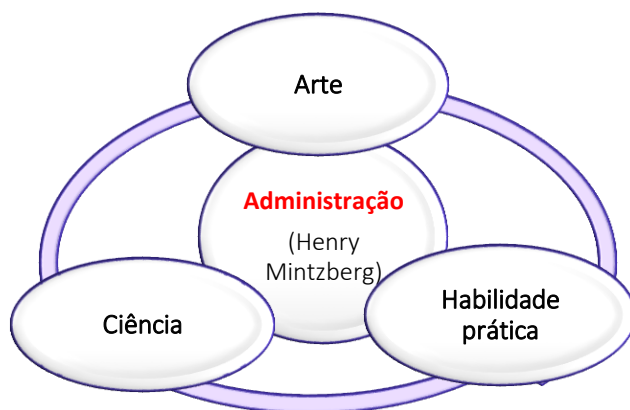 Arte
Administração
(Henry
Mintzberg)
Ciência
Habilidade
prática